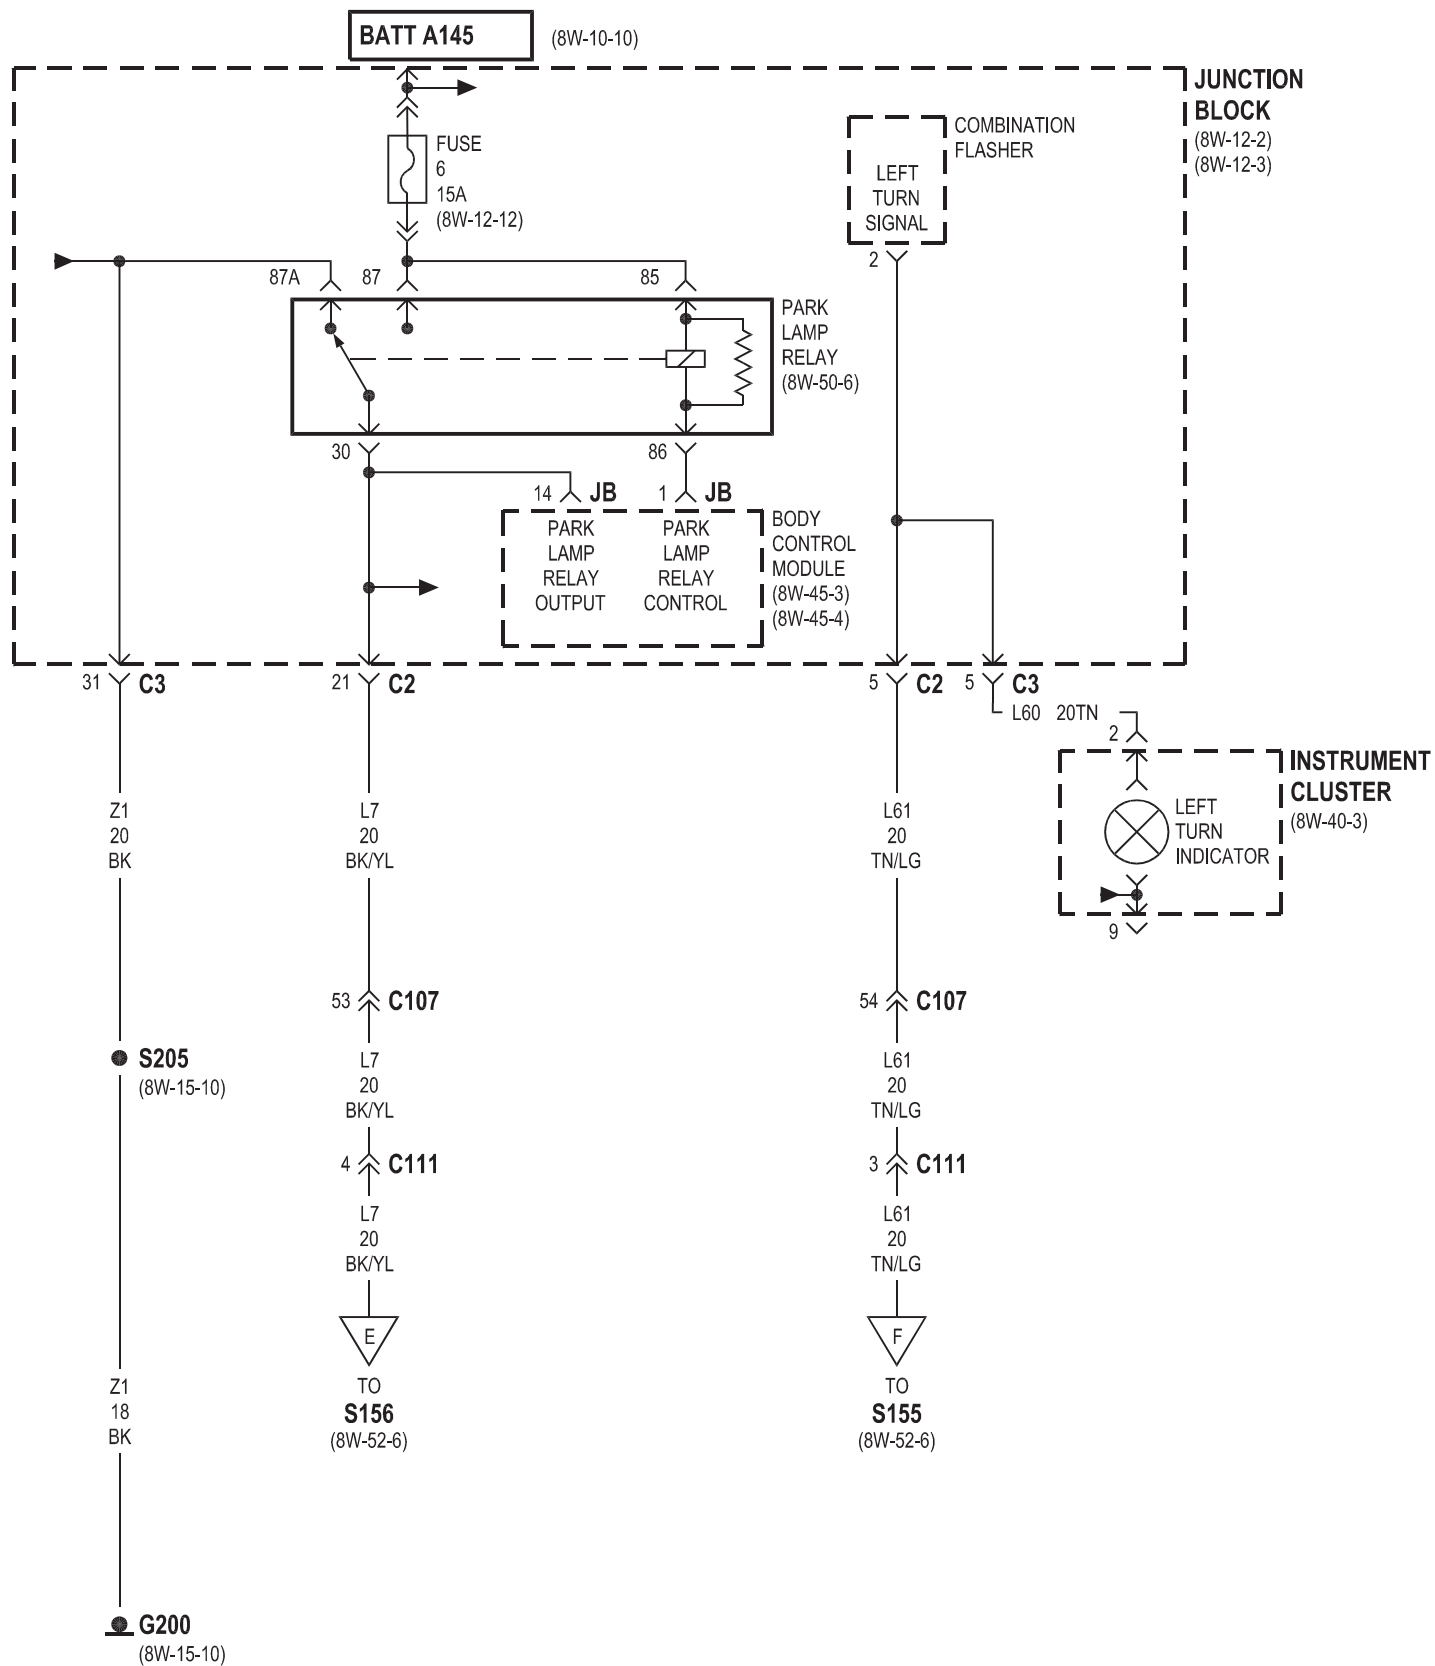 BATT A145
(8W-10-10)
JUNCTION
BLOCK
(8W-12-2)
(8W-12-3)
FUSE
6
15A
(8W-12-12)
COMBINATION
FLASHER
LEFT
TURN
SIGNAL
2
87A
87
85
PARK
LAMP
RELAY
(8W-50-6)
30
86
14
JB
1
JB
PARK
LAMP
RELAY
OUTPUT
PARK
LAMP
RELAY
CONTROL
BODY
CONTROL
MODULE
(8W-45-3)
(8W-45-4)
31
C3
21
C2
5
C2
5
C3
L60 20TN
2
INSTRUMENT
CLUSTER
(8W-40-3)
LEFT
TURN
INDICATOR
9
Z1
20
BK
L7
20
BK/YL
L61
20
TN/LG
53
C107
54
C107
S205
(8W-15-10)
L7
20
BK/YL
L61
20
TN/LG
4
C111
3
C111
L7
20
BK/YL
L61
20
TN/LG
E
F
Z1
18
BK
TO
S156
(8W-52-6)
TO
S155
(8W-52-6)
G200
(8W-15-10)